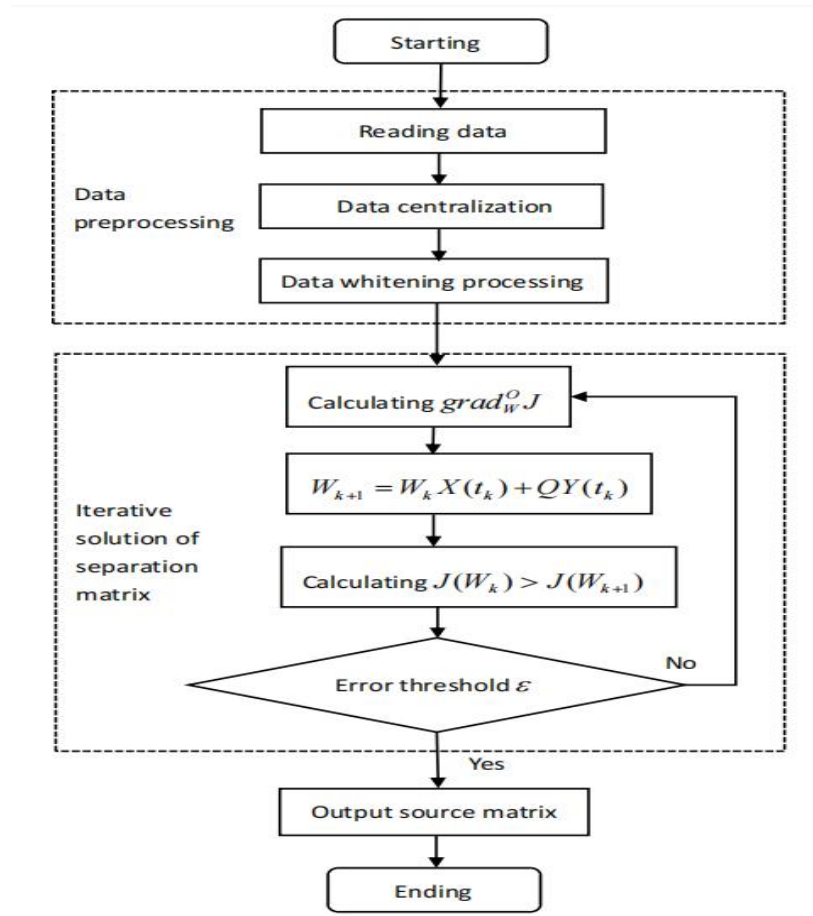 Starting
Reading data
Data
preprocessing
Data centralization
Data whitening processing
Calculating grad_W^O J
W_{k+1} = W_k X(t_k) + QY(t_k)
Iterative
solution of
separation
matrix
Calculating J(W_k) > J(W_{k+1})
Error threshold ε
No
Yes
Output source matrix
Ending